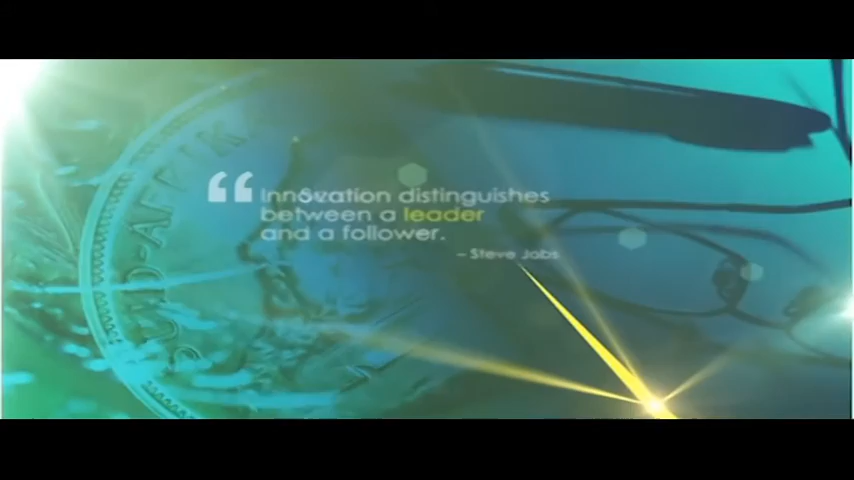 “ Innovation distinguishes
between a leader
and a follower.
– Steve Jobs